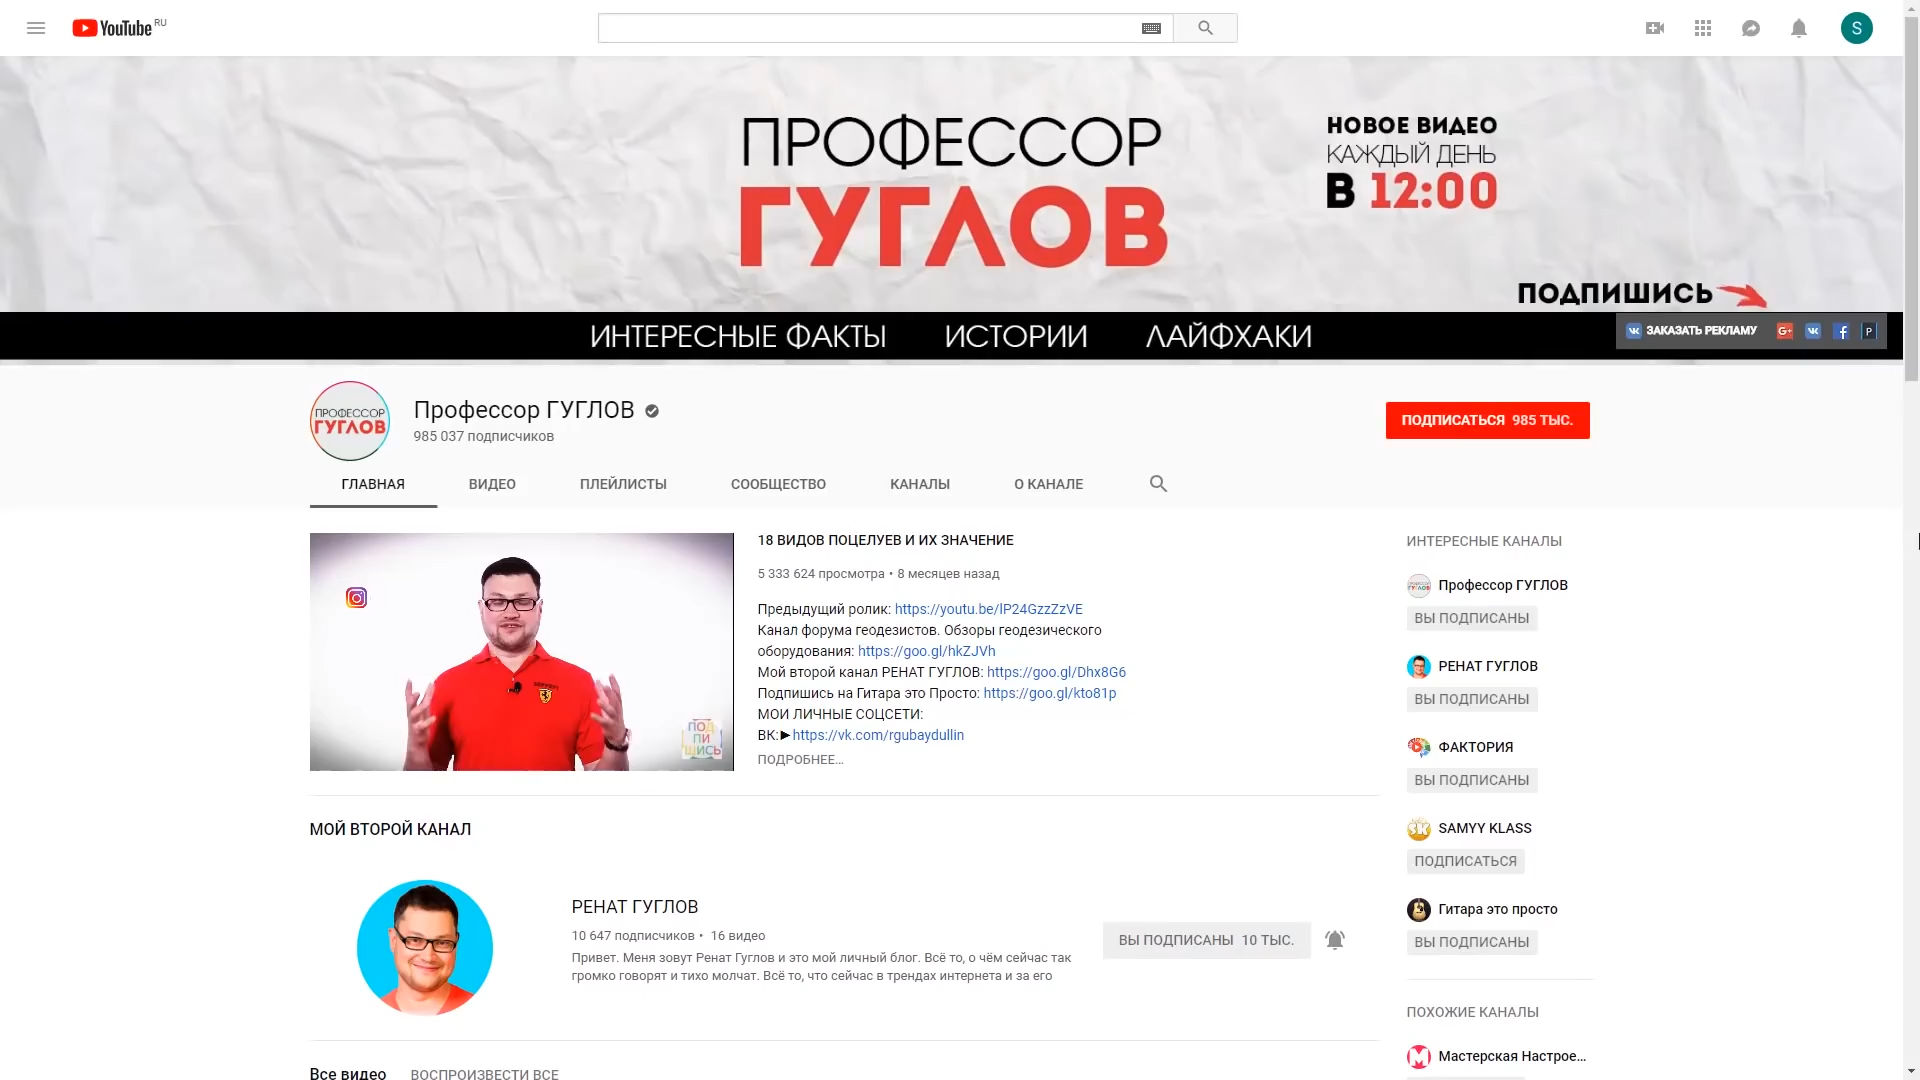 YouTube RU
S
ПРОФЕССОР
ГУГЛОВ
НОВОЕ ВИДЕО
КАЖДЫЙ ДЕНЬ
В 12:00
ПОДПИШИСЬ
ИНТЕРЕСНЫЕ ФАКТЫ ИСТОРИИ ЛАЙФХАКИ
ЗАКАЗАТЬ РЕКЛАМУ
ПРОФЕССОР
ГУГЛОВ
Профессор ГУГЛОВ
985 037 подписчиков
ПОДПИСАТЬСЯ 985 ТЫС.
ГЛАВНАЯ ВИДЕО ПЛЕЙЛИСТЫ СООБЩЕСТВО КАНАЛЫ О КАНАЛЕ
ПОД
ПИ
ШИСЬ
18 ВИДОВ ПОЦЕЛУЕВ И ИХ ЗНАЧЕНИЕ
5 333 624 просмотра • 8 месяцев назад
Предыдущий ролик: https://youtu.be/lP24GzzZzVE
Канал форума геодезистов. Обзоры геодезического
оборудования: https://goo.gl/hkZJVh
Мой второй канал РЕНАТ ГУГЛОВ: https://goo.gl/Dhx8G6
Подпишись на Гитара это Просто: https://goo.gl/kto81p
МОИ ЛИЧНЫЕ СОЦСЕТИ:
ВК:►https://vk.com/rgubaydullin
ПОДРОБНЕЕ...
МОЙ ВТОРОЙ КАНАЛ
РЕНАТ ГУГЛОВ
10 647 подписчиков • 16 видео
Привет. Меня зовут Ренат Гуглов и это мой личный блог. Всё то, о чём сейчас так
громко говорят и тихо молчат. Всё то, что сейчас в трендах интернета и за его
ВЫ ПОДПИСАНЫ 10 ТЫС.
Все видео ВОСПРОИЗВЕСТИ ВСЕ
ИНТЕРЕСНЫЕ КАНАЛЫ
Профессор ГУГЛОВ
ВЫ ПОДПИСАНЫ
РЕНАТ ГУГЛОВ
ВЫ ПОДПИСАНЫ
ФАКТОРИЯ
ВЫ ПОДПИСАНЫ
SAMYY KLASS
ПОДПИСАТЬСЯ
Гитара это просто
ВЫ ПОДПИСАНЫ
ПОХОЖИЕ КАНАЛЫ
Мастерская Настрое...